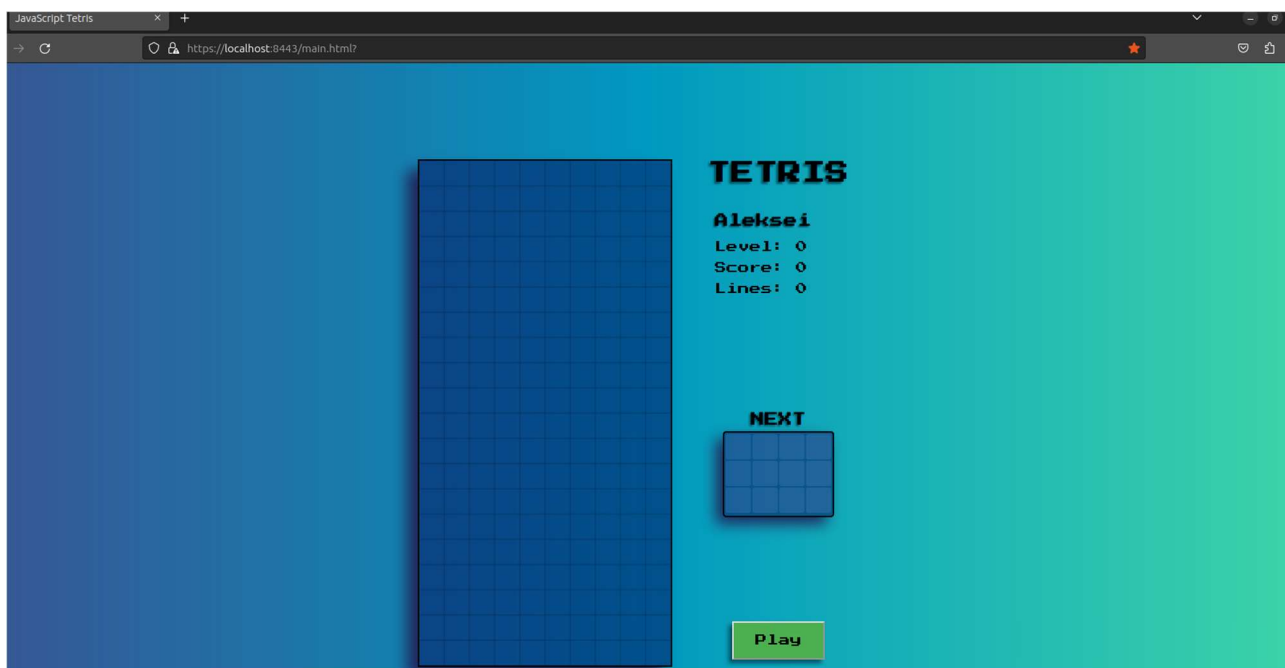 JavaScript Tetris
https://localhost:8443/main.html?
TETRIS
Aleksei
Level: 0
Score: 0
Lines: 0
NEXT
Play